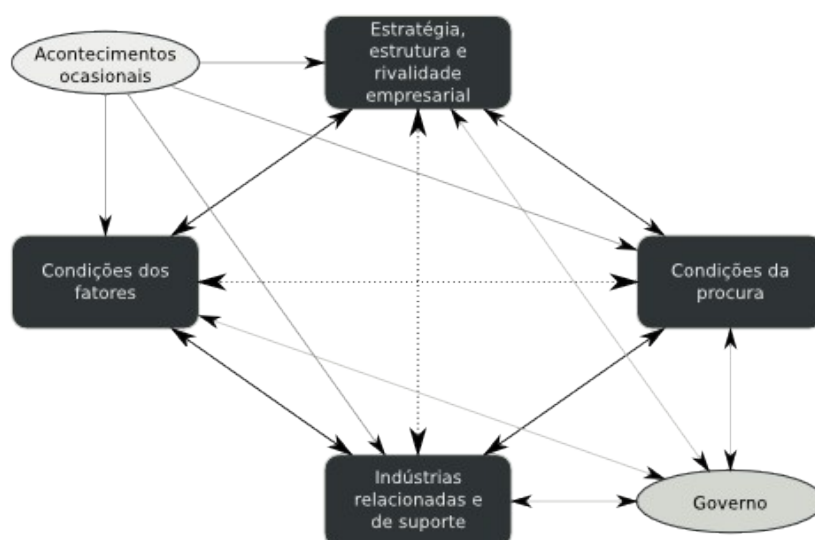 Acontecimentos
ocasionais
Estratégia,
estrutura e
rivalidade
empresarial
Condições dos
fatores
Condições da
procura
Indústrias
relacionadas e
de suporte
Governo